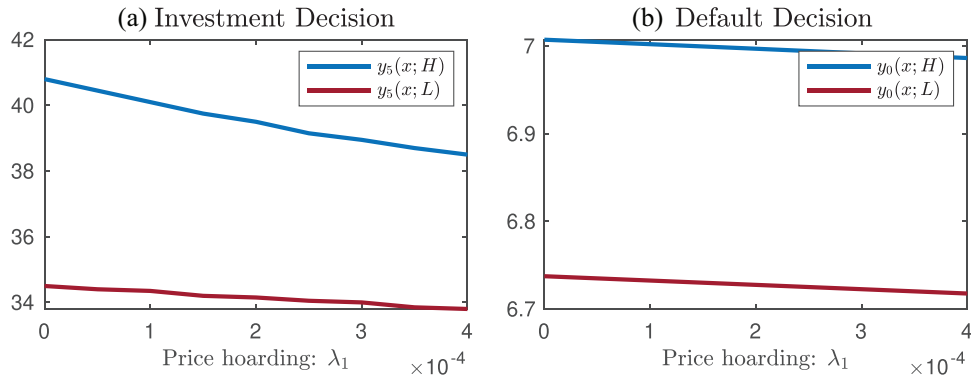 (a) Investment Decision
42
40
38
36
34
0 1 2 3 4
Price hoarding: λ₁ ×10⁻⁴
y₅(x; H)
y₅(x; L)
(b) Default Decision
7
6.9
6.8
6.7
0 1 2 3 4
Price hoarding: λ₁ ×10⁻⁴
y₀(x; H)
y₀(x; L)